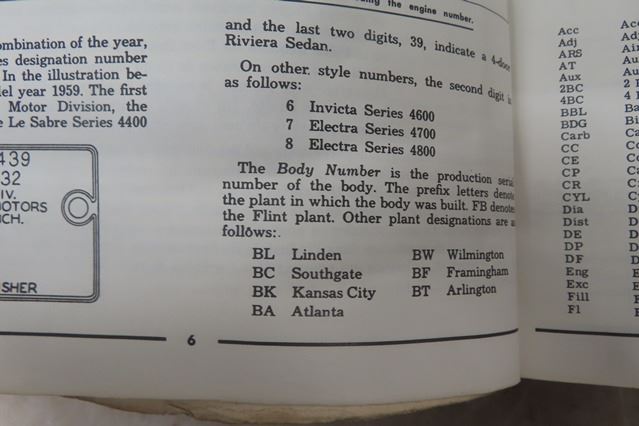 ing the engine number.
ombination of the year,
es designation number
In the illustration be-
del year 1959. The first
Motor Division, the
e Le Sabre Series 4400
439
32
IV.
OTORS
CH.
SHER
and the last two digits, 39, indicate a 4-door
Riviera Sedan.
On other style numbers, the second digit is
as follows:
6 Invicta Series 4600
7 Electra Series 4700
8 Electra Series 4800
The Body Number is the production serial
number of the body. The prefix letters denote
the plant in which the body was built. FB denotes
the Flint plant. Other plant designations are as
follows:.
BL Linden BW Wilmington
BC Southgate BF Framingham
BK Kansas City BT Arlington
BA Atlanta
6
Acc
Adj
ARS
AT
Aux
2BC
4BC
BBL
BDG
Carb
CC
CE
CP
CR
CYL
Dia
Dist
DE
DP
DF
Eng
Exc
Fill
Fl